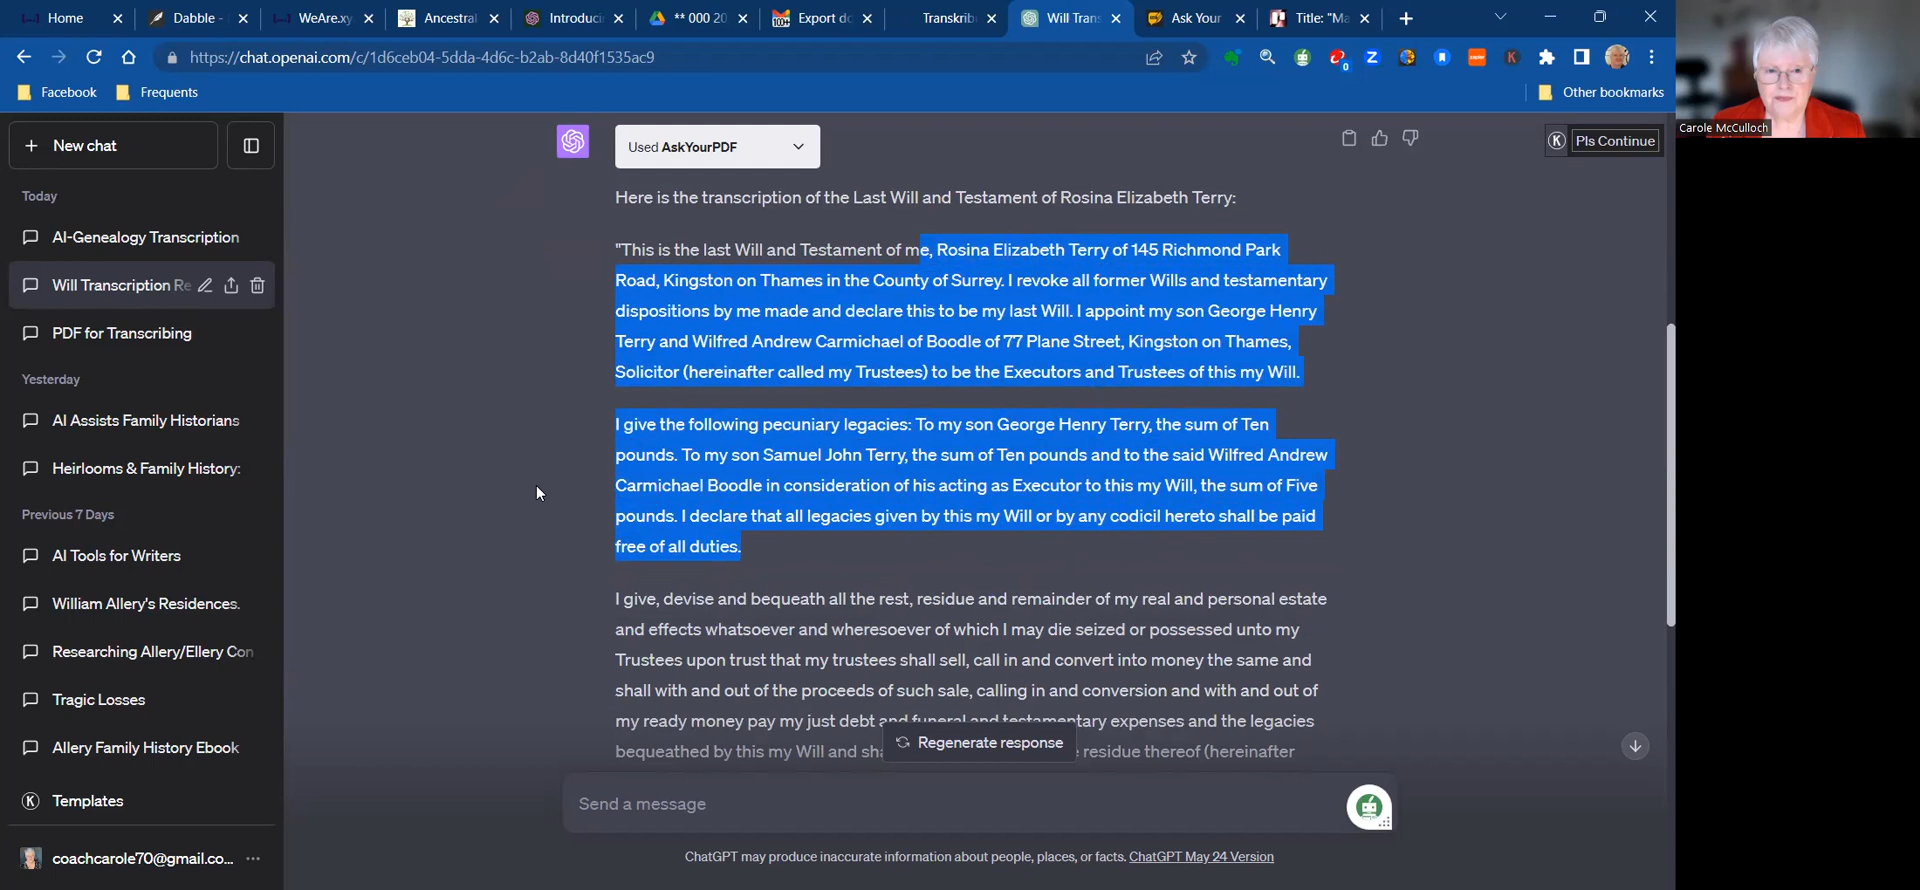 Home
Dabble -
WeAre.xy
Ancestral
Introducin
** 000 20
Export do
Transkrib
Will Trans
Ask Your
Title: "Ma
https://chat.openai.com/c/1d6ceb04-5dda-4d6c-b2ab-8d40f1535ac9
Facebook
Frequents
Other bookmarks
Carole McCulloch
New chat
Used AskYourPDF
Pls Continue
Today
AI-Genealogy Transcription
Will Transcription Re
PDF for Transcribing
Yesterday
AI Assists Family Historians
Heirlooms & Family History:
Previous 7 Days
AI Tools for Writers
William Allery's Residences.
Researching Allery/Ellery Con
Tragic Losses
Allery Family History Ebook
Templates
coachcarole70@gmail.co...
Here is the transcription of the Last Will and Testament of Rosina Elizabeth Terry:
"This is the last Will and Testament of me, Rosina Elizabeth Terry of 145 Richmond Park
Road, Kingston on Thames in the County of Surrey. I revoke all former Wills and testamentary
dispositions by me made and declare this to be my last Will. I appoint my son George Henry
Terry and Wilfred Andrew Carmichael of Boodle of 77 Plane Street, Kingston on Thames,
Solicitor (hereinafter called my Trustees) to be the Executors and Trustees of this my Will.
I give the following pecuniary legacies: To my son George Henry Terry, the sum of Ten
pounds. To my son Samuel John Terry, the sum of Ten pounds and to the said Wilfred Andrew
Carmichael Boodle in consideration of his acting as Executor to this my Will, the sum of Five
pounds. I declare that all legacies given by this my Will or by any codicil hereto shall be paid
free of all duties.
I give, devise and bequeath all the rest, residue and remainder of my real and personal estate
and effects whatsoever and wheresoever of which I may die seized or possessed unto my
Trustees upon trust that my trustees shall sell, call in and convert into money the same and
shall with and out of the proceeds of such sale, calling in and conversion and with and out of
my ready money pay my just debt and funeral and testamentary expenses and the legacies
bequeathed by this my Will and residue thereof (hereinafter
Regenerate response
Send a message
ChatGPT may produce inaccurate information about people, places, or facts. ChatGPT May 24 Version